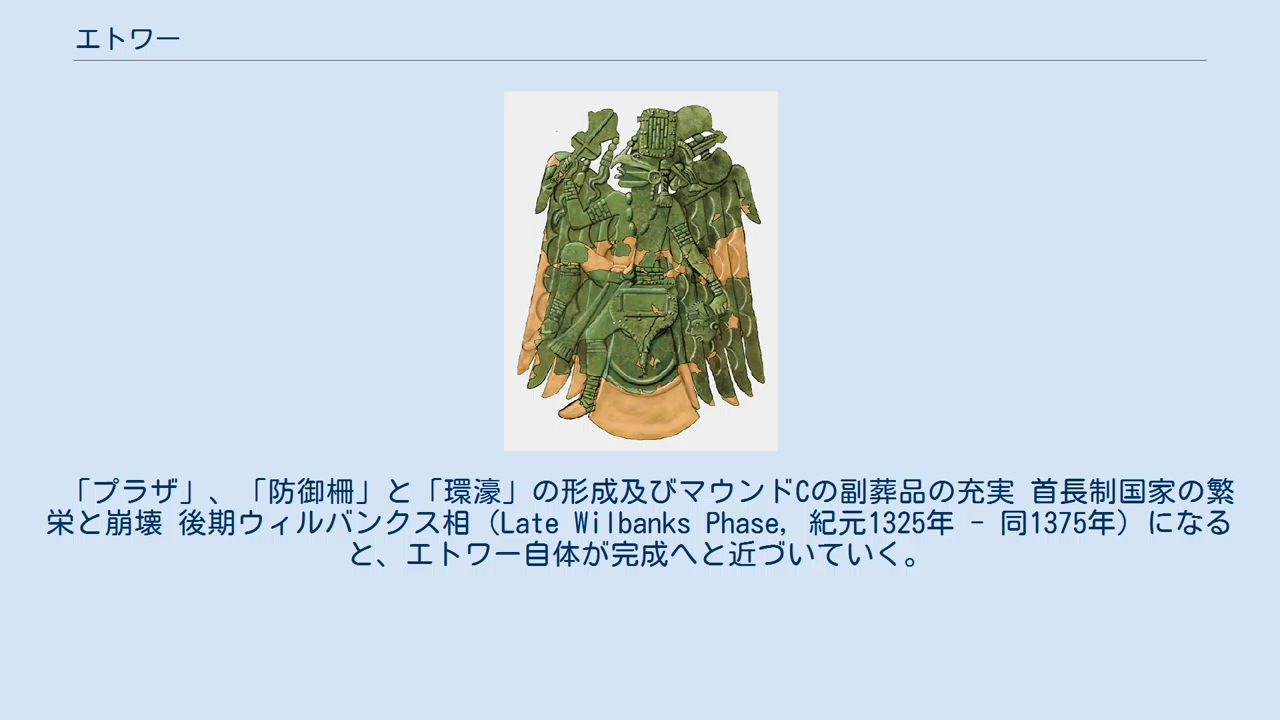 エトワー
「プラザ」、「防御柵」と「環濠」の形成及びマウンドCの副葬品の充実 首長制国家の繁
栄と崩壊 後期ウィルバンクス相（Late Wilbanks Phase, 紀元1325年 - 同1375年）になる
と、エトワー自体が完成へと近づいていく。